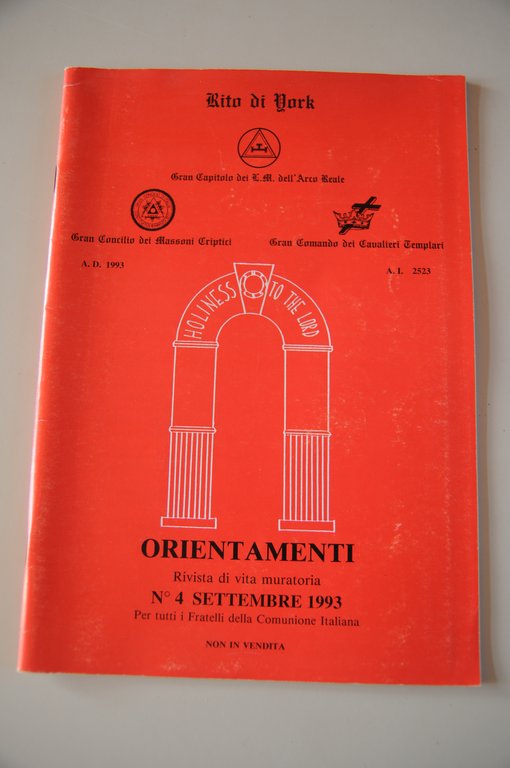 Rito di York
Gran Capitolo dei L.M. dell'Arco Reale
Gran Concilio dei Massoni Criptici
Gran Comando dei Cavalieri Templari
A. D. 1993
A. I. 2523
HOLINESS TO THE LORD
ORIENTAMENTI
Rivista di vita muratoria
N° 4 SETTEMBRE 1993
Per tutti i Fratelli della Comunione Italiana
NON IN VENDITA